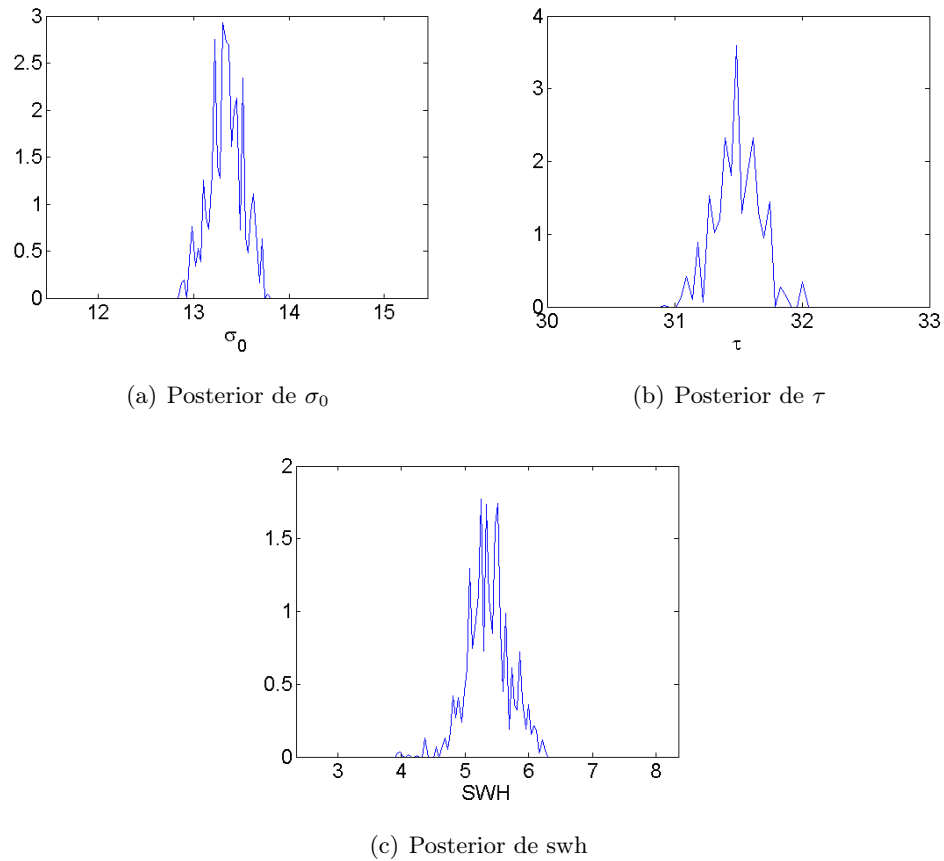 3
2.5
2
1.5
1
0.5
0
12 13 14 15
σ₀
(a) Posterior de σ₀
4
3
2
1
0
30 31 32 33
τ
(b) Posterior de τ
2
1.5
1
0.5
0
3 4 5 6 7 8
SWH
(c) Posterior de swh